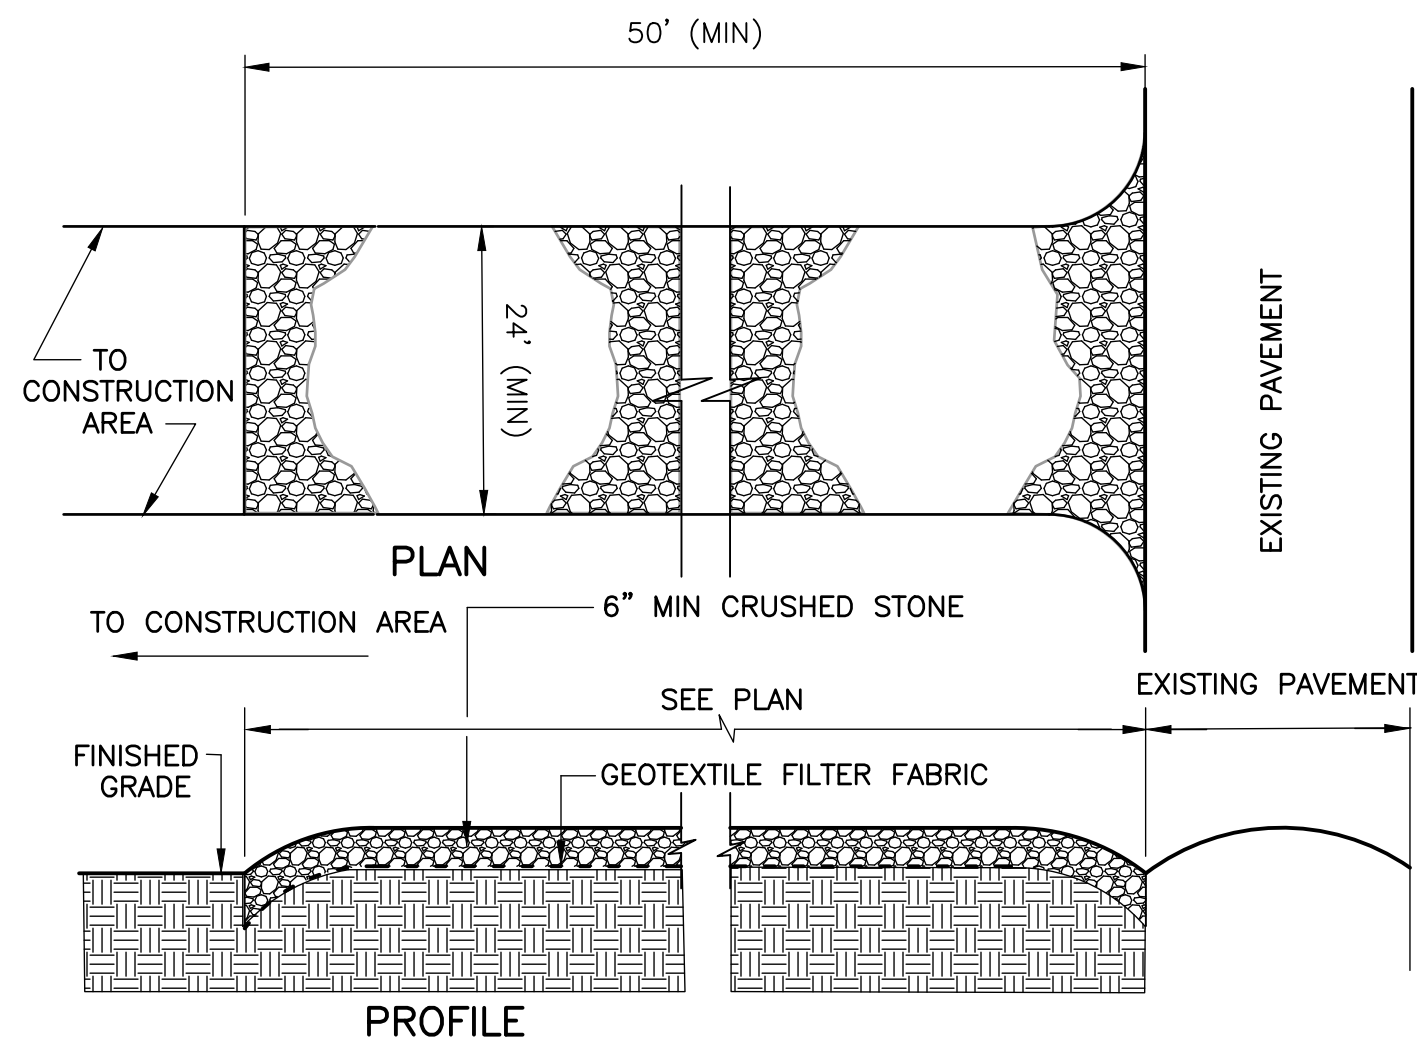 50' (MIN)
24' (MIN)
TO
CONSTRUCTION
AREA
EXISTING PAVEMENT
PLAN
6” MIN CRUSHED STONE
TO CONSTRUCTION AREA
EXISTING PAVEMENT
SEE PLAN
FINISHED
GRADE
GEOTEXTILE FILTER FABRIC
PROFILE